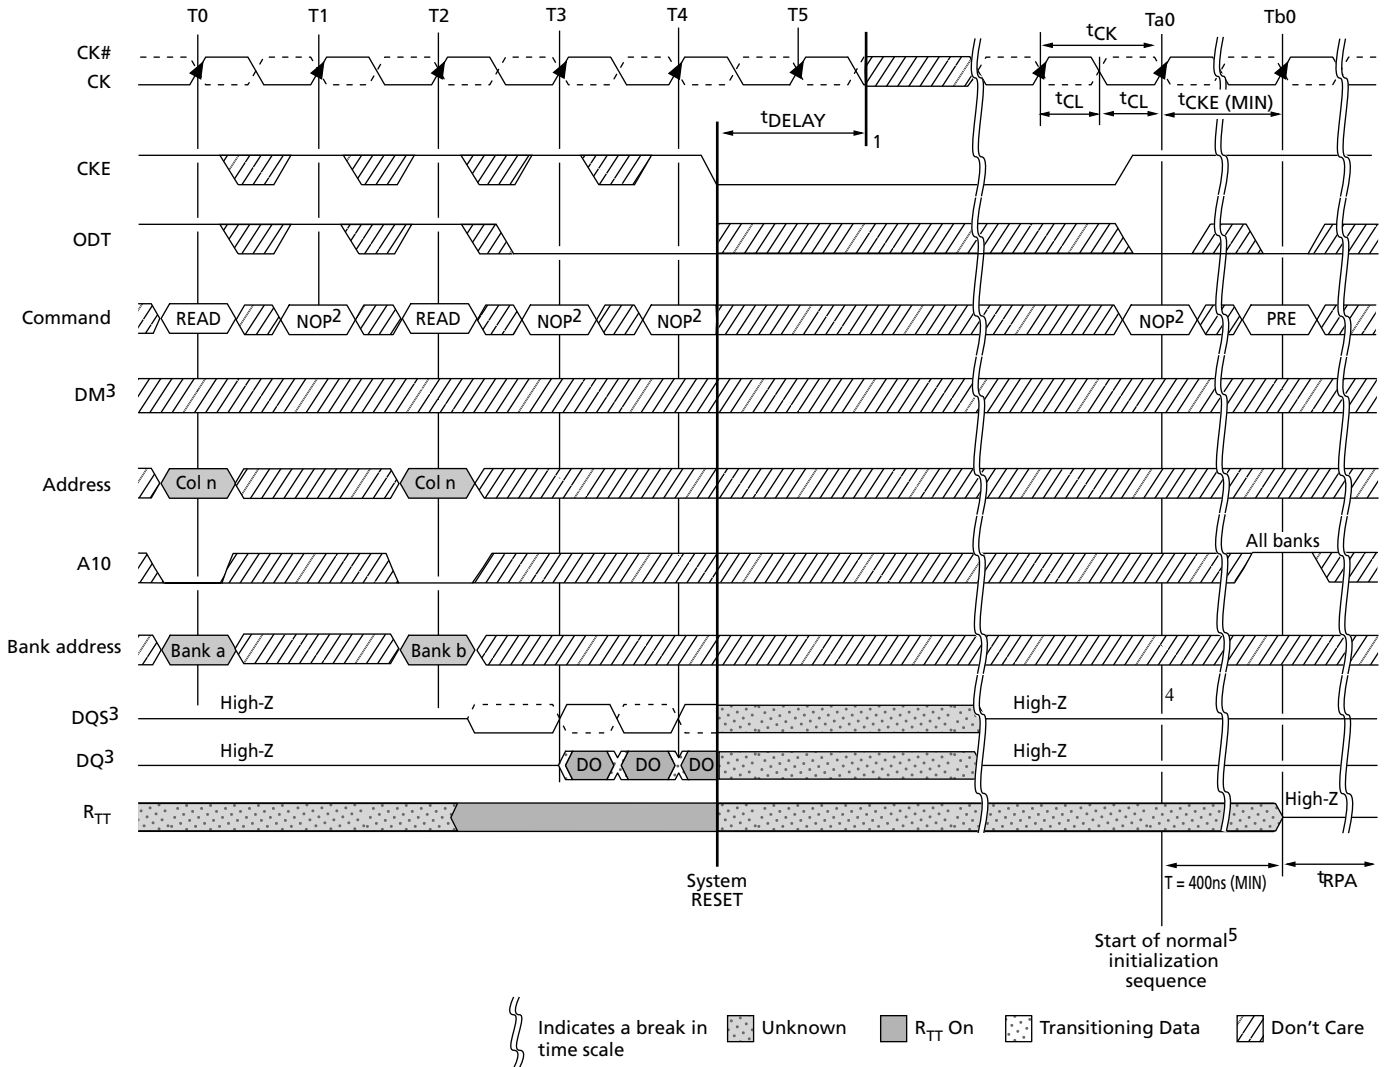 T0 T1 T2 T3 T4 T5 Ta0 Tb0
CK#
CK
tCK
tCL tCL tCKE (MIN)
tDELAY
1
CKE
ODT
Command READ NOP2 READ NOP2 NOP2 NOP2 PRE
DM3
Address Col n Col n
All banks
A10
Bank address Bank a Bank b
4
High-Z High-Z
DQS3
High-Z High-Z
DQ3 DO DO DO
High-Z
RTT
System
RESET
T = 400ns (MIN) tRPA
Start of normal5
initialization
sequence
Indicates a break in
time scale
Unknown
RTT On
Transitioning Data
Don't Care